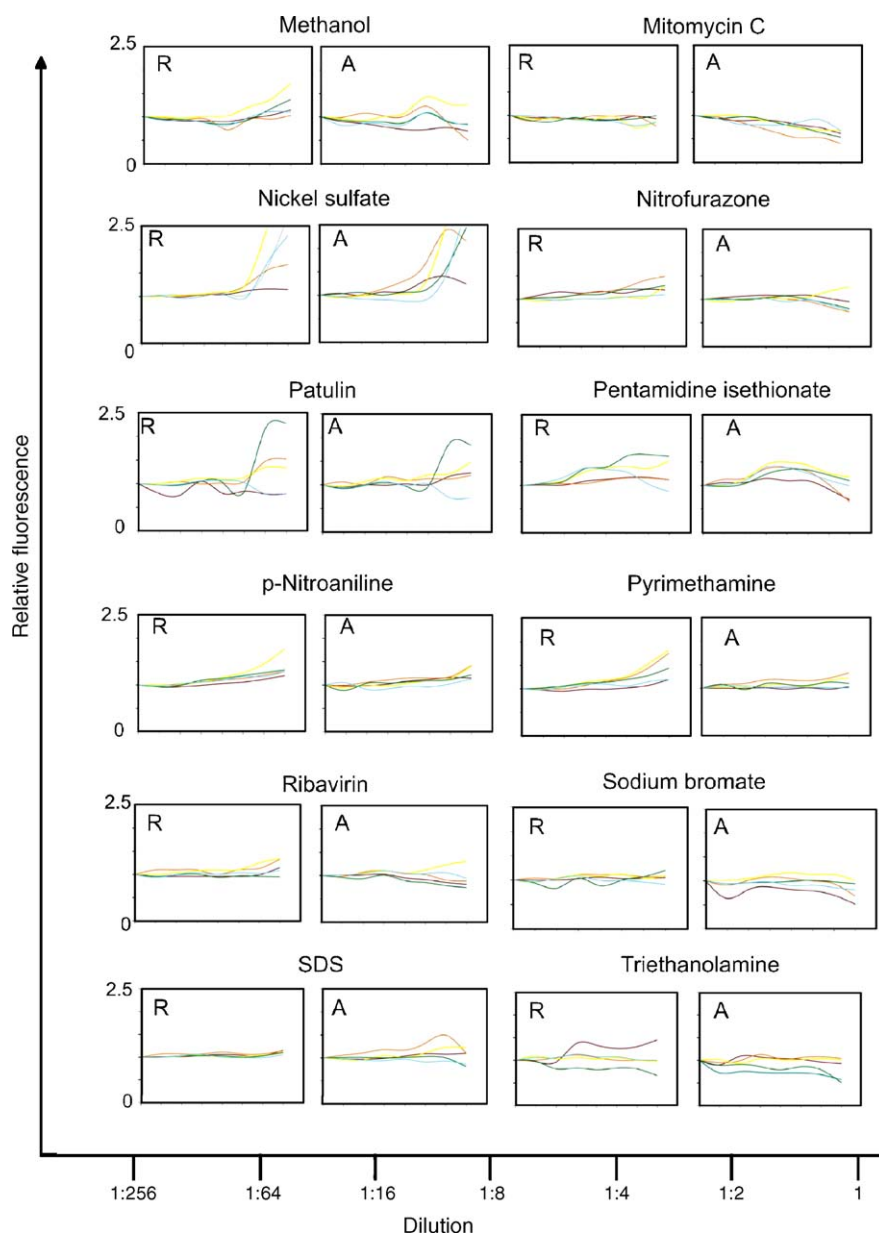 Methanol Mitomycin C
2.5
R A R A
0
Nickel sulfate Nitrofurazone
2.5
R A R A
0
Patulin Pentamidine isethionate
2.5
R A R A
0
p-Nitroaniline Pyrimethamine
2.5
R A R A
0
Ribavirin Sodium bromate
2.5
R A R A
0
SDS Triethanolamine
2.5
R A R A
0
Relative fluorescence
1:256 1:64 1:16 1:8 1:4 1:2 1
Dilution